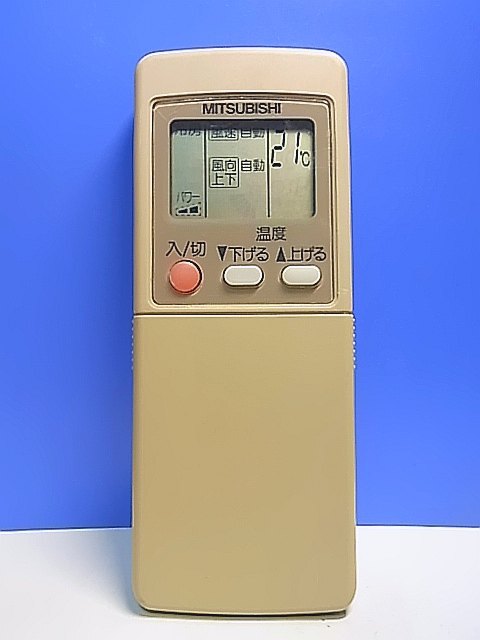 MITSUBISHI
風速 自動
21℃
風向 自動
上下
パワー
温度
入/切 ▼下げる ▲上げる